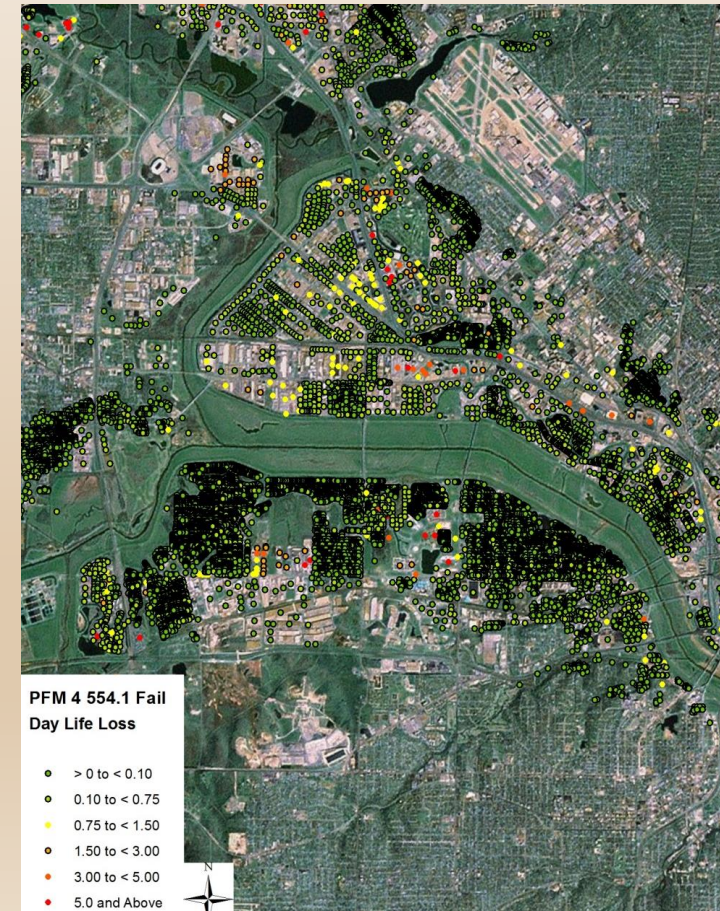 PFM 4 554.1 Fail
Day Life Loss
> 0 to < 0.10
0.10 to < 0.75
0.75 to < 1.50
1.50 to < 3.00
3.00 to < 5.00
5.0 and Above
N